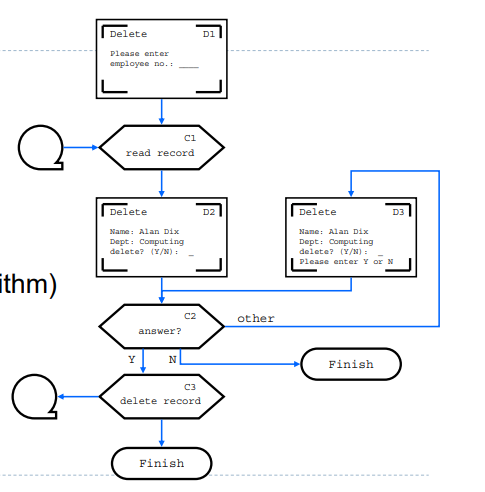 Delete D1
Please enter
employee no.: ____
C1
read record
Delete D2
Name: Alan Dix
Dept: Computing
delete? (Y/N): _
Delete D3
Name: Alan Dix
Dept: Computing
delete? (Y/N): _
Please enter Y or N
ithm)
C2
answer?
other
Y N
Finish
C3
delete record
Finish